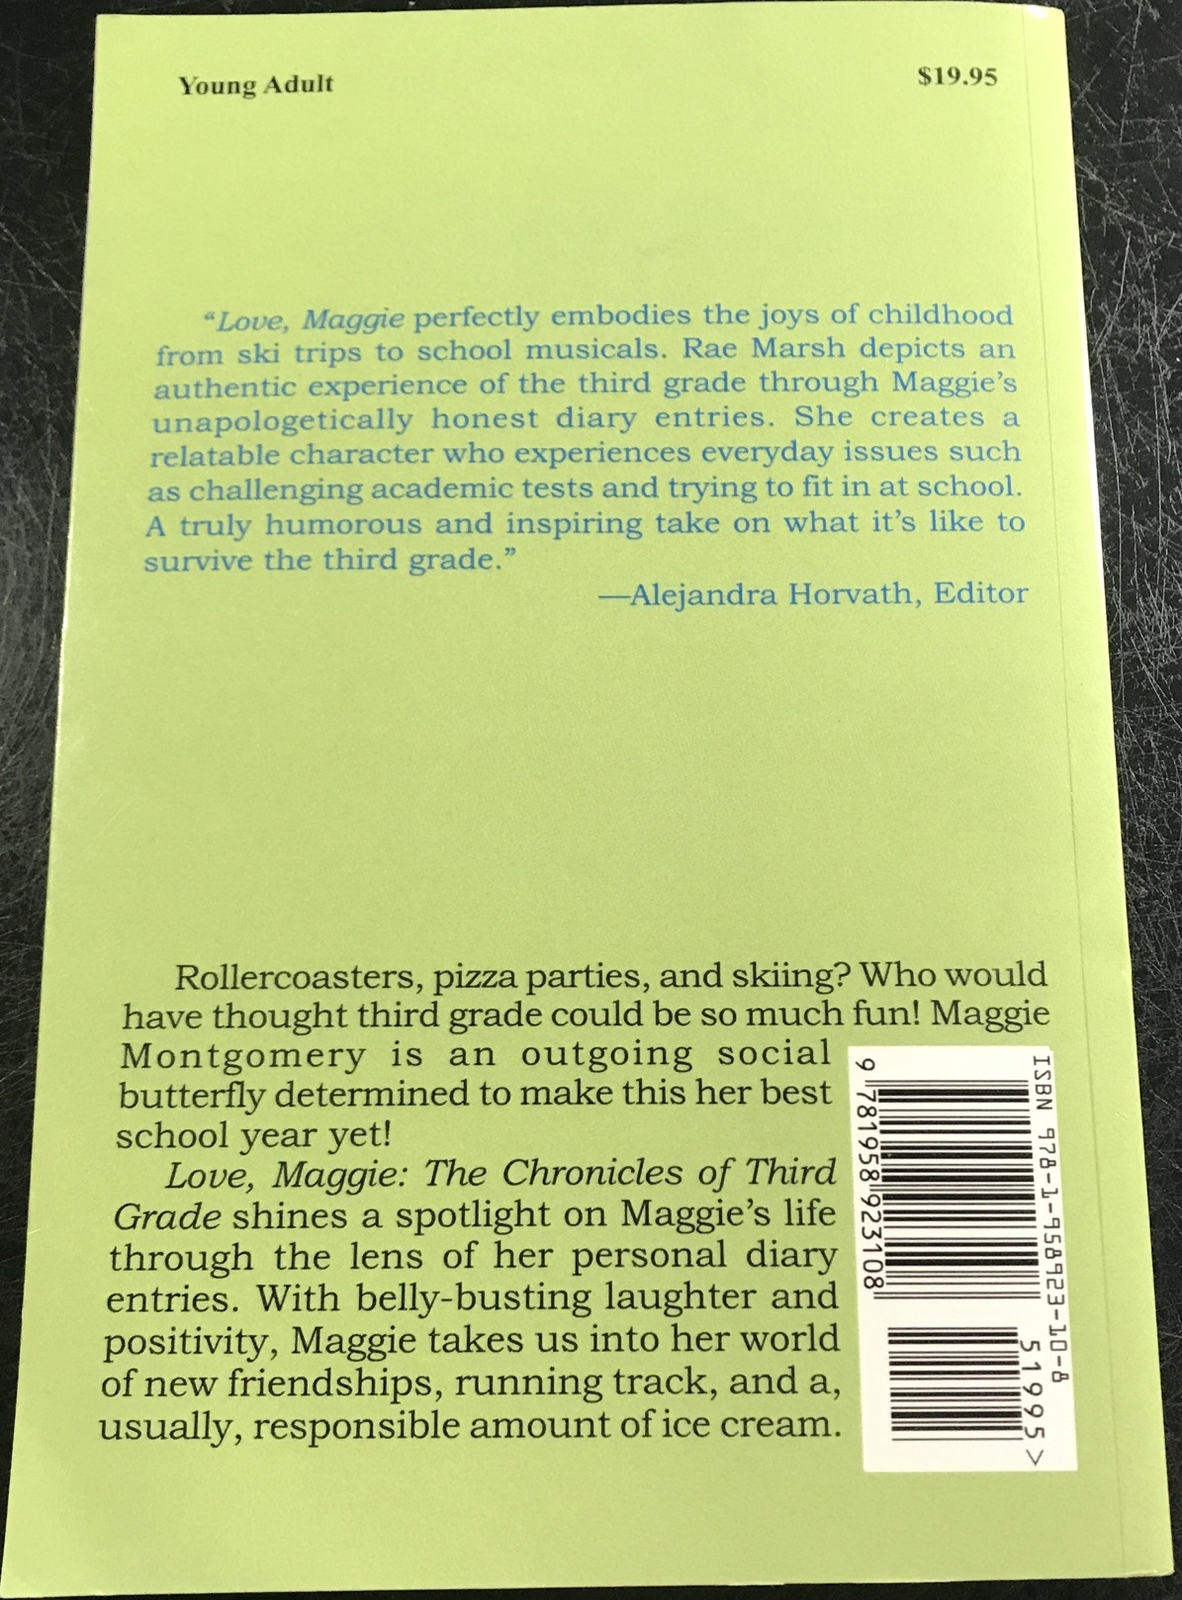 Young Adult
$19.95
“Love, Maggie perfectly embodies the joys of childhood
from ski trips to school musicals. Rae Marsh depicts an
authentic experience of the third grade through Maggie’s
unapologetically honest diary entries. She creates a
relatable character who experiences everyday issues such
as challenging academic tests and trying to fit in at school.
A truly humorous and inspiring take on what it’s like to
survive the third grade.”
—Alejandra Horvath, Editor
Rollercoasters, pizza parties, and skiing? Who would
have thought third grade could be so much fun! Maggie
Montgomery is an outgoing social
butterfly determined to make this her best
school year yet!
Love, Maggie: The Chronicles of Third
Grade shines a spotlight on Maggie’s life
through the lens of her personal diary
entries. With belly-busting laughter and
positivity, Maggie takes us into her world
of new friendships, running track, and a,
usually, responsible amount of ice cream.
ISBN 978-1-958923-10-8
51995>
9 781958 923108